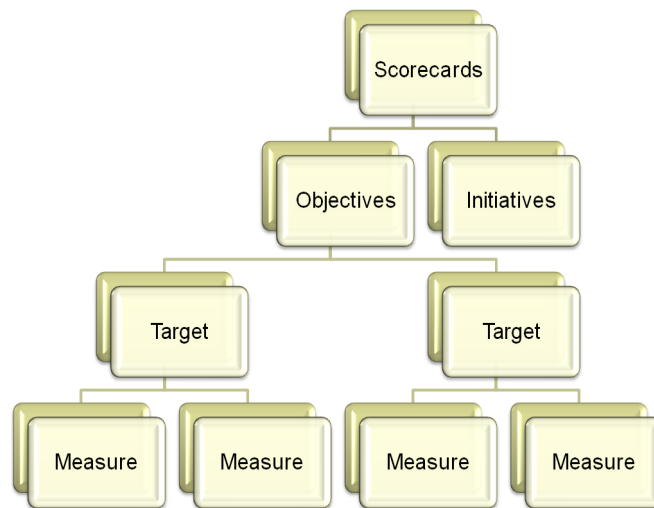 Scorecards
Objectives
Initiatives
Target
Target
Measure
Measure
Measure
Measure